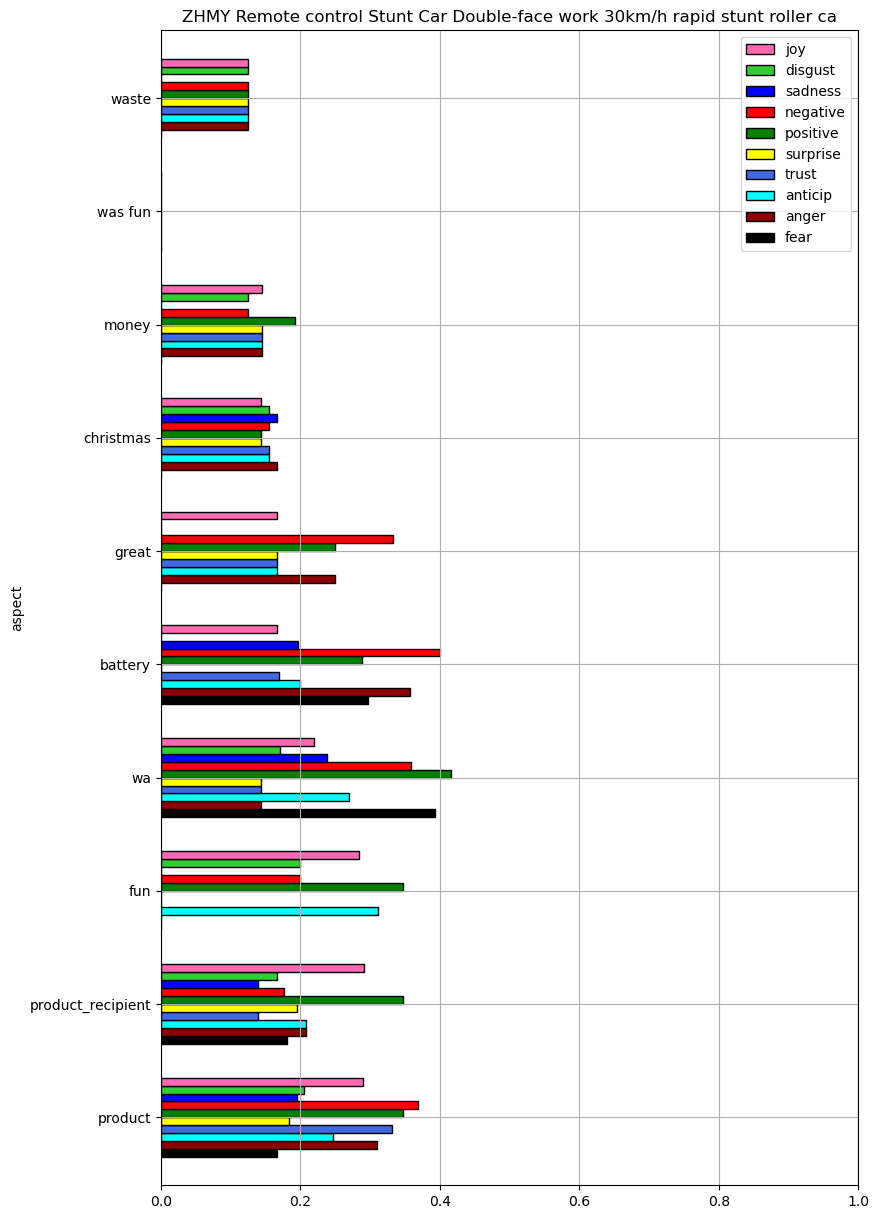 ZHMY Remote control Stunt Car Double-face work 30km/h rapid stunt roller ca
joy
disgust
sadness
negative
positive
surprise
trust
anticip
anger
fear
waste
was fun
money
christmas
great
battery
wa
fun
product_recipient
product
aspect
0.0 0.2 0.4 0.6 0.8 1.0